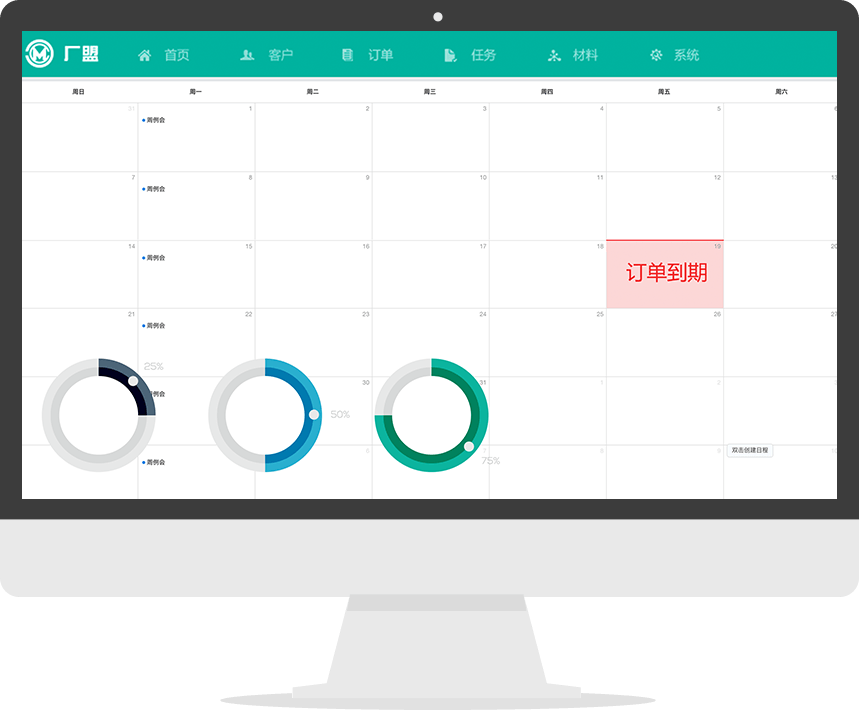 厂盟 首页 客户 订单 任务 材料 系统
周日 周一 周二 周三 周四 周五 周六
31 1 2 3 4 5 6
周例会
7 8 9 10 11 12 13
周例会
14 15 16 17 18 19 20
周例会
订单到期
21 22 23 24 25 26 27
周例会
25%
30 31 1 2
周例会
50%
6 7 8 9 10
双击创建日程
周例会
75%